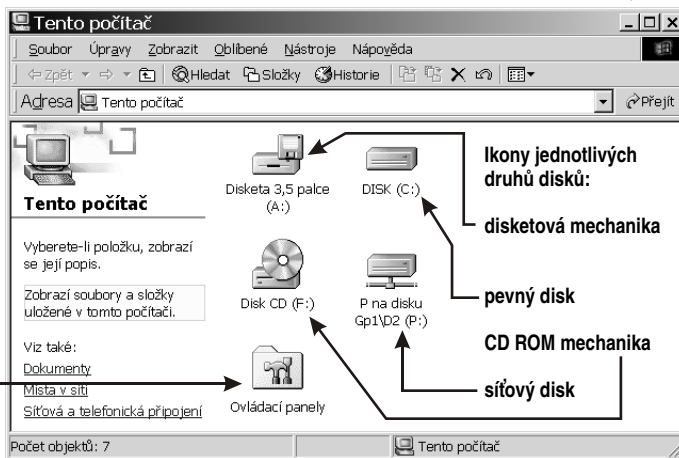 Tento počítač
Soubor Úpravy Zobrazit Oblíbené Nástroje Nápověda
Zpět Hledat Složky Historie
Adresa Tento počítač Přejít
Tento počítač
Vyberete-li položku, zobrazí
se její popis.
Zobrazí soubory a složky
uložené v tomto počítači.
Viz také:
Dokumenty
Místa v síti
Síťová a telefonická připojení
Disketa 3,5 palce
(A:)
DISK (C:)
Disk CD (F:)
P na disku
Gp1\D2 (P:)
Ovládací panely
Ikony jednotlivých
druhů disků:
disketová mechanika
pevný disk
CD ROM mechanika
síťový disk
Počet objektů: 7 Tento počítač